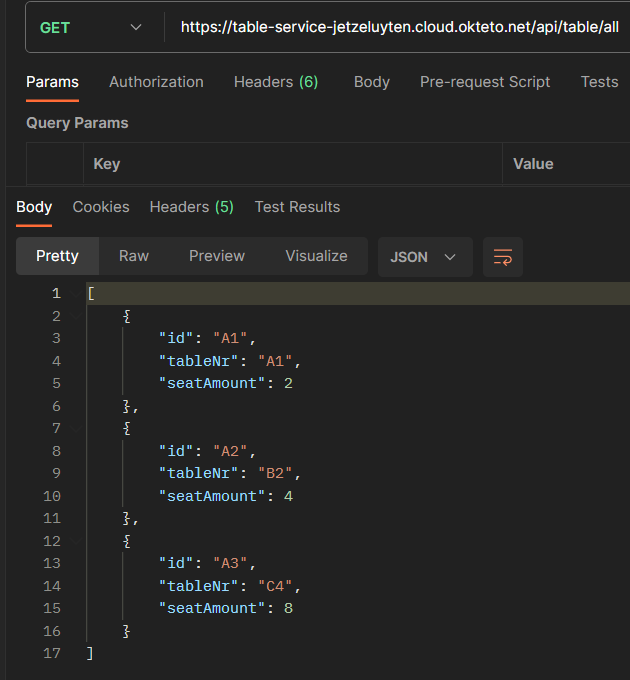 GET https://table-service-jetzeluyten.cloud.okteto.net/api/table/all
Params Authorization Headers (6) Body Pre-request Script Tests
Query Params
Key Value
Body Cookies Headers (5) Test Results
Pretty Raw Preview Visualize JSON
1 [
2 {
3 "id": "A1",
4 "tableNr": "A1",
5 "seatAmount": 2
6 },
7 {
8 "id": "A2",
9 "tableNr": "B2",
10 "seatAmount": 4
11 },
12 {
13 "id": "A3",
14 "tableNr": "C4",
15 "seatAmount": 8
16 }
17 ]